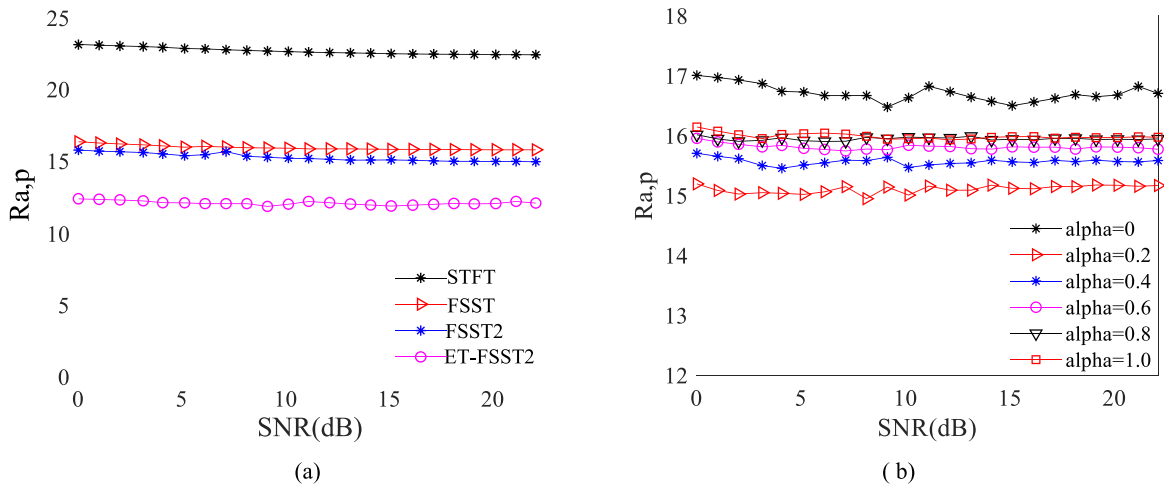 25
20
15
10
5
0
Ra,p
0 5 10 15 20
SNR(dB)
STFT
FSST
FSST2
ET-FSST2
(a)
18
17
16
15
14
13
12
Ra,p
0 5 10 15 20
SNR(dB)
alpha=0
alpha=0.2
alpha=0.4
alpha=0.6
alpha=0.8
alpha=1.0
( b)